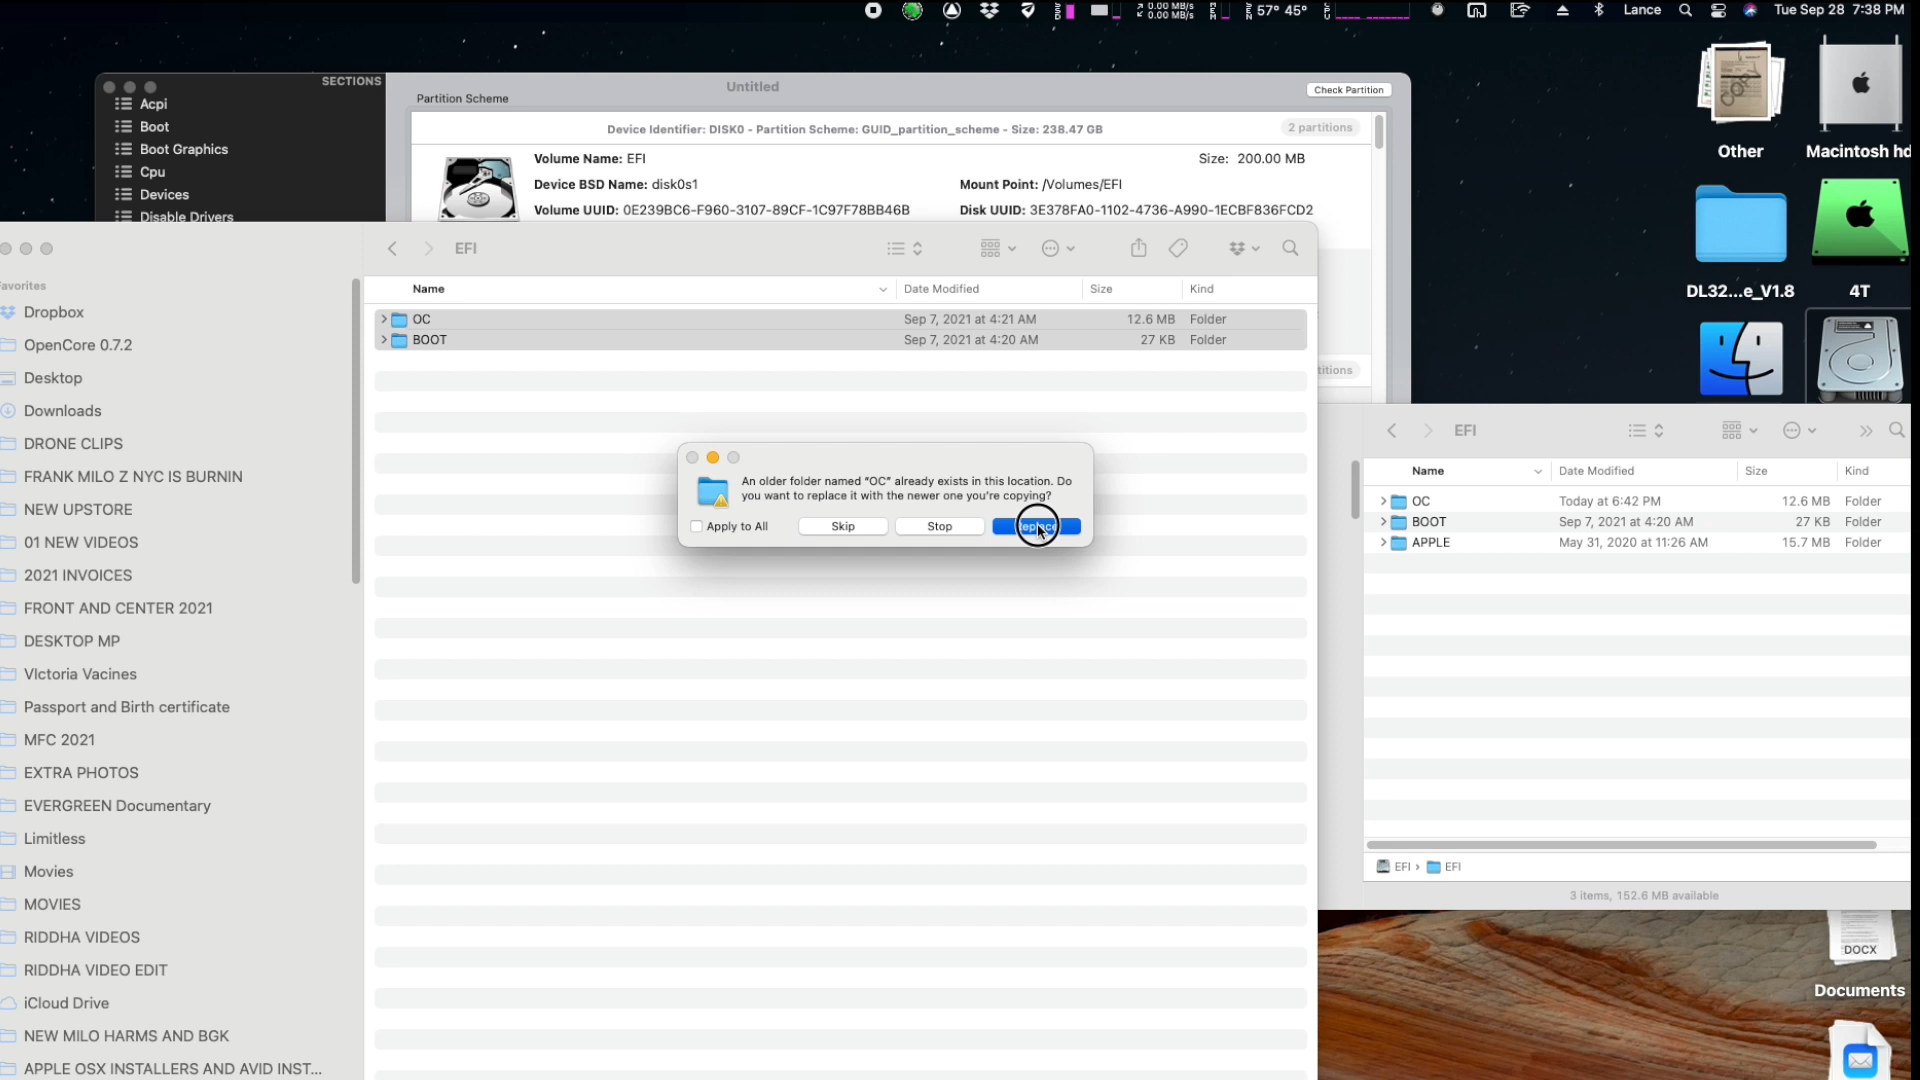 0.00 MB/s
0.00 MB/s
57° 45°
Lance
Tue Sep 28 7:38 PM
SECTIONS
Acpi
Boot
Boot Graphics
Cpu
Devices
Disable Drivers
Untitled
Partition Scheme
Check Partition
Device Identifier: DISK0 - Partition Scheme: GUID_partition_scheme - Size: 238.47 GB
2 partitions
Volume Name: EFI
Size: 200.00 MB
Device BSD Name: disk0s1
Mount Point: /Volumes/EFI
Volume UUID: 0E239BC6-F960-3107-89CF-1C97F78BB46B
Disk UUID: 3E378FA0-1102-4736-A990-1ECBF836FCD2
Other
Macintosh hd
DL32...e_V1.8
4T
EFI
Name
Date Modified
Size
Kind
OC
Sep 7, 2021 at 4:21 AM
12.6 MB
Folder
BOOT
Sep 7, 2021 at 4:20 AM
27 KB
Folder
titions
avorites
Dropbox
OpenCore 0.7.2
Desktop
Downloads
DRONE CLIPS
FRANK MILO Z NYC IS BURNIN
NEW UPSTORE
01 NEW VIDEOS
2021 INVOICES
FRONT AND CENTER 2021
DESKTOP MP
VIctoria Vacines
Passport and Birth certificate
MFC 2021
EXTRA PHOTOS
EVERGREEN Documentary
Limitless
Movies
MOVIES
RIDDHA VIDEOS
RIDDHA VIDEO EDIT
iCloud Drive
NEW MILO HARMS AND BGK
APPLE OSX INSTALLERS AND AVID INST...
An older folder named "OC" already exists in this location. Do
you want to replace it with the newer one you're copying?
Apply to All
Skip
Stop
Replace
EFI
Name
Date Modified
Size
Kind
OC
Today at 6:42 PM
12.6 MB
Folder
BOOT
Sep 7, 2021 at 4:20 AM
27 KB
Folder
APPLE
May 31, 2020 at 11:26 AM
15.7 MB
Folder
EFI › EFI
3 items, 152.6 MB available
DOCX
Documents